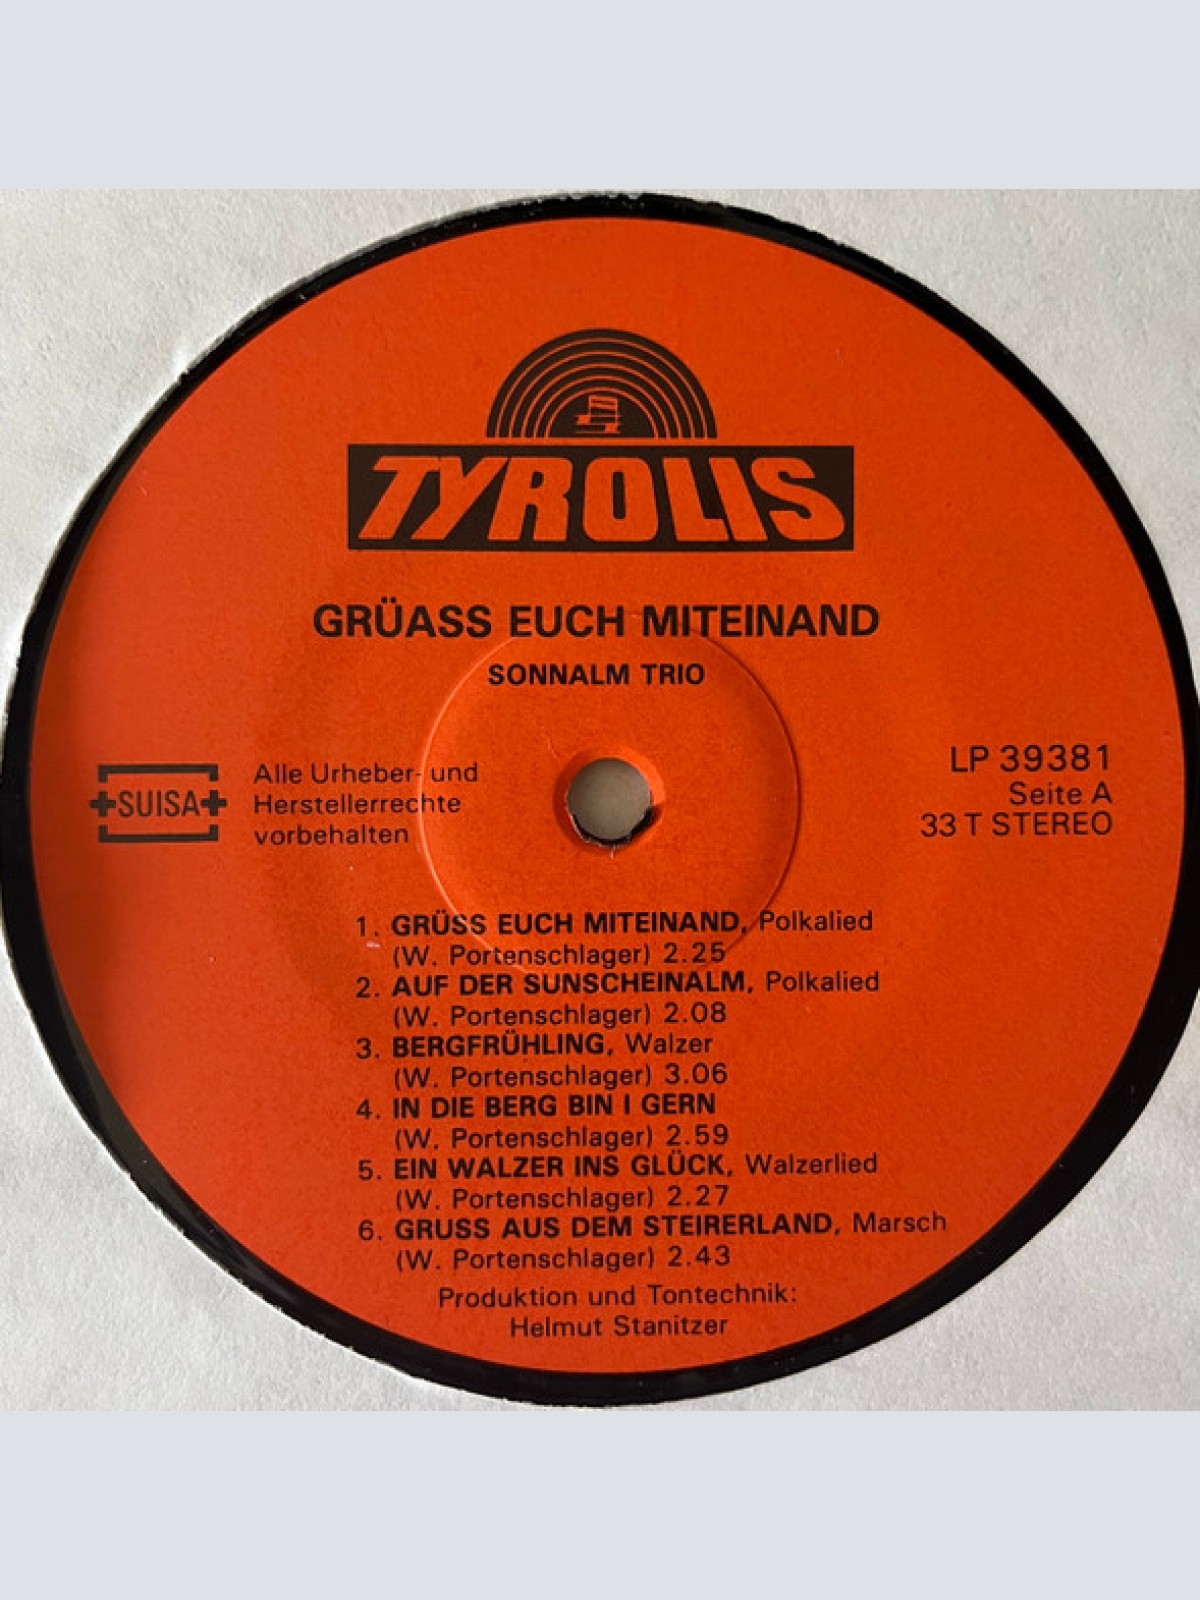 TYROLIS
GRÜASS EUCH MITEINAND
SONNALM TRIO
+SUISA+
Alle Urheber- und
Herstellerrechte
vorbehalten
LP 39381
Seite A
33 T STEREO
1. GRÜSS EUCH MITEINAND, Polkalied
(W. Portenschlager) 2.25
2. AUF DER SUNSCHEINALM, Polkalied
(W. Portenschlager) 2.08
3. BERGFRÜHLING, Walzer
(W. Portenschlager) 3.06
4. IN DIE BERG BIN I GERN
(W. Portenschlager) 2.59
5. EIN WALZER INS GLÜCK, Walzerlied
(W. Portenschlager) 2.27
6. GRUSS AUS DEM STEIRERLAND, Marsch
(W. Portenschlager) 2.43
Produktion und Tontechnik:
Helmut Stanitzer